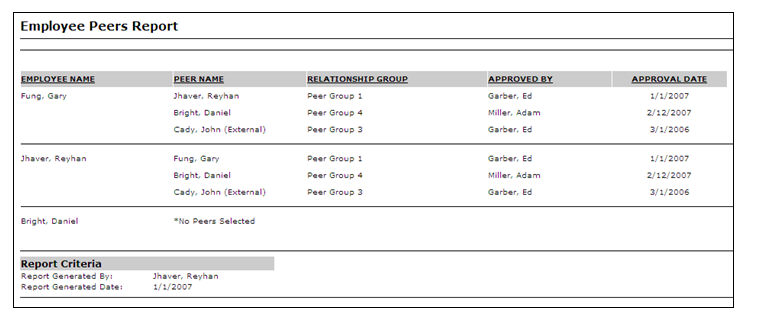 Employee Peers Report
EMPLOYEE NAME PEER NAME RELATIONSHIP GROUP APPROVED BY APPROVAL DATE
Fung, Gary Jhaver, Reyhan Peer Group 1 Garber, Ed 1/1/2007
Bright, Daniel Peer Group 4 Miller, Adam 2/12/2007
Cady, John (External) Peer Group 3 Garber, Ed 3/1/2006
Jhaver, Reyhan Fung, Gary Peer Group 1 Garber, Ed 1/1/2007
Bright, Daniel Peer Group 4 Miller, Adam 2/12/2007
Cady, John (External) Peer Group 3 Garber, Ed 3/1/2006
Bright, Daniel *No Peers Selected
Report Criteria
Report Generated By: Jhaver, Reyhan
Report Generated Date: 1/1/2007